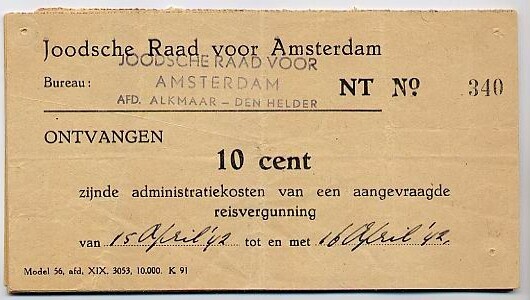 Joodsche Raad voor Amsterdam
JOODSCHE RAAD VOOR
Bureau: AMSTERDAM NT № 340
AFD. ALKMAAR – DEN HELDER
ONTVANGEN
10 cent
zijnde administratiekosten van een aangevraagde
reisvergunning
van 15 April '42 tot en met 16 April '42.
Model 56, afd. XIX. 3053, 10.000. K 91